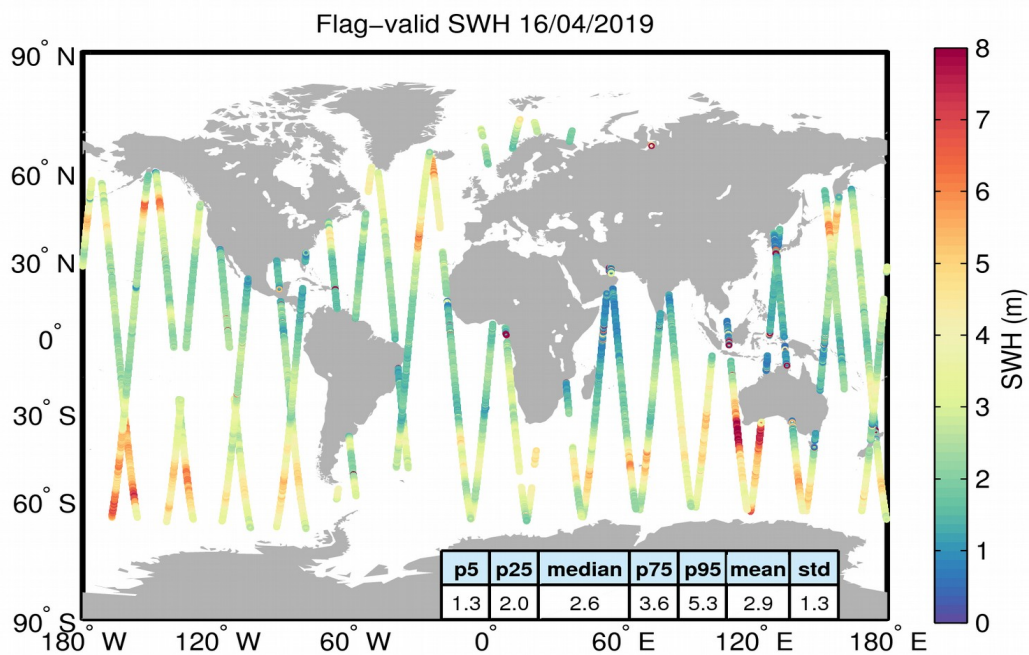 Flag−valid SWH 16/04/2019
90° N
60° N
30° N
0°
30° S
60° S
90° S
180° W
120° W
60° W
0°
60° E
120° E
180° E
8
7
6
5
4
3
2
1
0
SWH (m)
p5 p25 median p75 p95 mean std
1.3 2.0 2.6 3.6 5.3 2.9 1.3